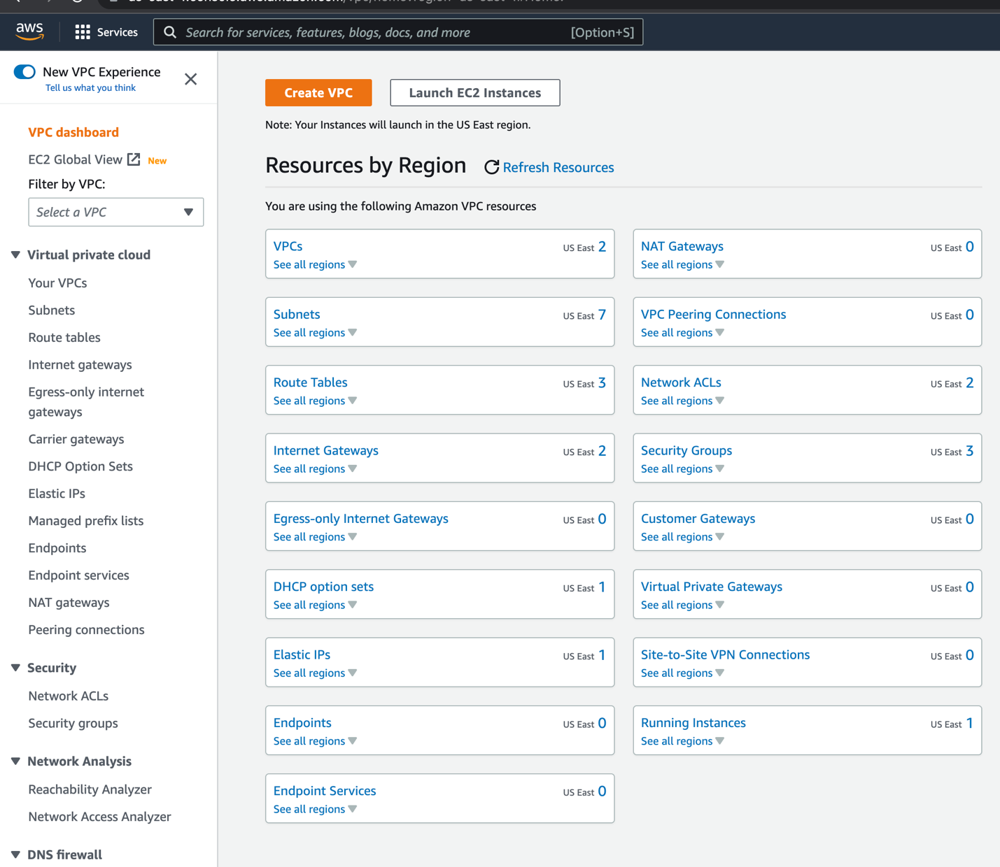 aws
Services
Search for services, features, blogs, docs, and more
[Option+S]
New VPC Experience
Tell us what you think
VPC dashboard
EC2 Global View New
Filter by VPC:
Select a VPC
Virtual private cloud
Your VPCs
Subnets
Route tables
Internet gateways
Egress-only internet
gateways
Carrier gateways
DHCP Option Sets
Elastic IPs
Managed prefix lists
Endpoints
Endpoint services
NAT gateways
Peering connections
Security
Network ACLs
Security groups
Network Analysis
Reachability Analyzer
Network Access Analyzer
DNS firewall
Create VPC
Launch EC2 Instances
Note: Your Instances will launch in the US East region.
Resources by Region
Refresh Resources
You are using the following Amazon VPC resources
VPCs US East 2
See all regions
NAT Gateways US East 0
See all regions
Subnets US East 7
See all regions
VPC Peering Connections US East 0
See all regions
Route Tables US East 3
See all regions
Network ACLs US East 2
See all regions
Internet Gateways US East 2
See all regions
Security Groups US East 3
See all regions
Egress-only Internet Gateways US East 0
See all regions
Customer Gateways US East 0
See all regions
DHCP option sets US East 1
See all regions
Virtual Private Gateways US East 0
See all regions
Elastic IPs US East 1
See all regions
Site-to-Site VPN Connections US East 0
See all regions
Endpoints US East 0
See all regions
Running Instances US East 1
See all regions
Endpoint Services US East 0
See all regions